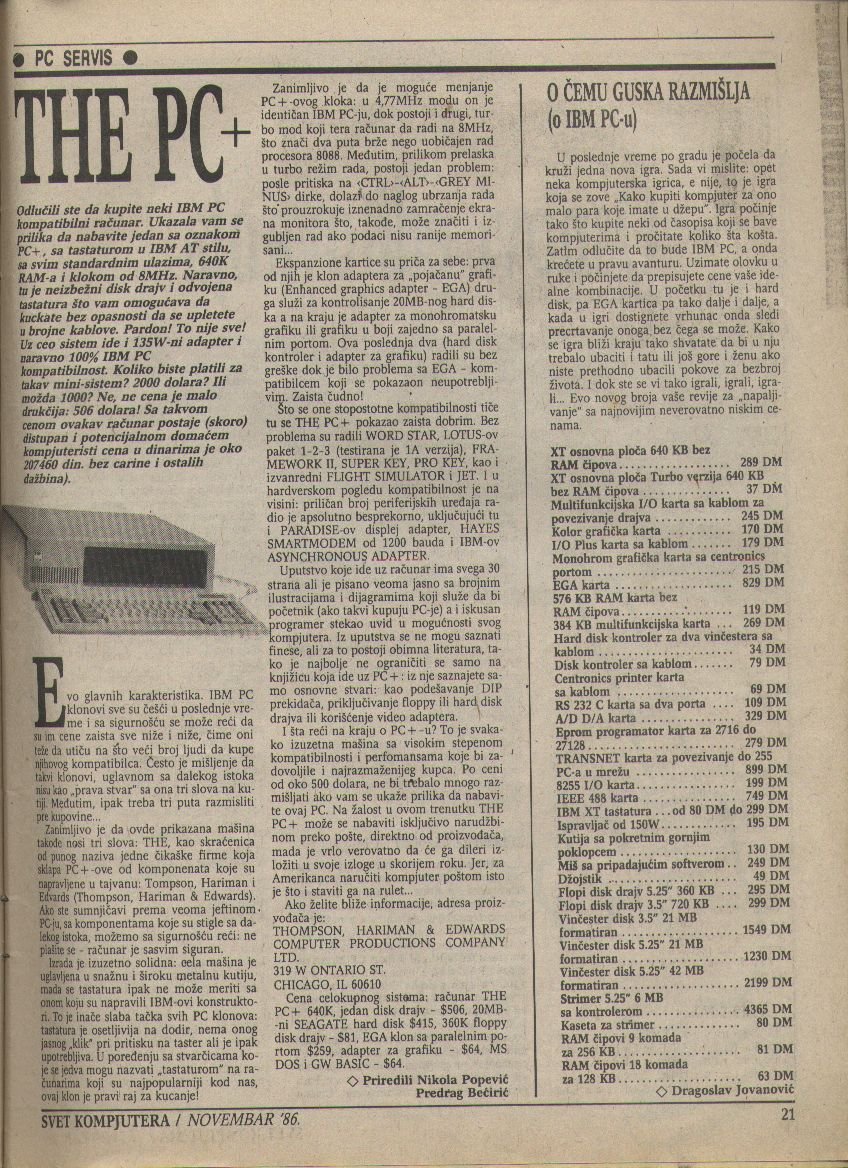 ● PC SERVIS ●
THE PC+
Odlučili ste da kupite neki IBM PC
kompatibilni računar. Ukazala vam se
prilika da nabavite jedan sa oznakom
PC+, sa tastaturom u IBM AT stilu,
sa svim standardnim ulazima, 640K
RAM-a i klokom od 8MHz. Naravno,
tu je neizbežni disk drajv i odvojena
tastatura što vam omogućava da
kuckate bez opasnosti da se upletete
u brojne kablove. Pardon! To nije sve!
Uz ceo sistem ide i 135W-ni adapter i
naravno 100% IBM PC
kompatibilnost. Koliko biste platili za
takav mini-sistem? 2000 dolara? Ili
možda 1000? Ne, ne cena je malo
drukčija: 506 dolara! Sa takvom
cenom ovakav računar postaje (skoro)
distupan i potencijalnom domaćem
kompjuteristi cena u dinarima je oko
207460 din. bez carine i ostalih
dažbina).
Evo glavnih karakteristika. IBM PC
klonovi sve su češći u poslednje vre-
me i sa sigurnošću se može reći da
su im cene zaista sve niže i niže, čime oni
teže da utiču na što veći broj ljudi da kupe
njihovog kompatibilca. Često je mišljenje da
takvi klonovi, uglavnom sa dalekog istoka
nisu kao „prava stvar" sa ona tri slova na ku-
tiji. Međutim, ipak treba tri puta razmisliti
pre kupovine...
Zanimljivo je da ovde prikazana mašina
takođe nosi tri slova: THE, kao skraćenica
od punog naziva jedne čikaške firme koja
sklapa PC+-ove od komponenata koje su
napravljene u tajvanu: Tompson, Hariman i
Edvards (Thompson, Hariman & Edwards).
Ako ste sumnjičavi prema veoma jeftinom
PC-ju, sa komponentama koje su stigle sa da-
lekog istoka, možemo sa sigurnošću reći: ne
plašite se – računar je sasvim siguran.
Izrada je izuzetno solidna: cela mašina je
uglavljena u snažnu i široku metalnu kutiju,
mada se tastatura ipak ne može meriti sa
onom koju su napravili IBM-ovi konstrukto-
ri. To je inače slaba tačka svih PC klonova:
tastatura je osetljivija na dodir, nema onog
jasnog „klik" pri pritisku na taster ali je ipak
upotrebljiva. U poređenju sa stvarčicama ko-
je se jedva mogu nazvati „tastaturom" na ra-
čunarima koji su najpopularniji kod nas,
ovaj klon je pravi raj za kucanje!
Zanimljivo je da je moguće menjanje
PC+-ovog kloka: u 4,77MHz modu on je
identičan IBM PC-ju, dok postoji i drugi, tur-
bo mod koji tera računar da radi na 8MHz,
što znači dva puta brže nego uobičajen rad
procesora 8088. Međutim, prilikom prelaska
u turbo režim rada, postoji jedan problem:
posle pritiska na ‹CTRL›-‹ALT›-‹GREY MI-
NUS› dirke, dolazi do naglog ubrzanja rada
što prouzrokuje iznenadno zamračenje ekra-
na monitora što, takođe, može značiti i iz-
gubljen rad ako podaci nisu ranije memori-
sani...
Ekspanzione kartice su priča za sebe: prva
od njih je klon adaptera za „pojačanu" grafi-
ku (Enhanced graphics adapter – EGA) dru-
ga služi za kontrolisanje 20MB-nog hard dis-
ka a na kraju je adapter za monohromatsku
grafiku ili grafiku u boji zajedno sa paralel-
nim portom. Ova poslednja dva (hard disk
kontroler i adapter za grafiku) radili su bez
greške dok je bilo problema sa EGA – kom-
patibilcem koji se pokazaon neupotreblji-
vim. Zaista čudno!
Što se one stopostotne kompatibilnosti tiče
tu se THE PC+ pokazao zaista dobrim. Bez
problema su radili WORD STAR, LOTUS-ov
paket 1-2-3 (testirana je 1A verzija), FRA-
MEWORK II, SUPER KEY, PRO KEY, kao i
izvanredni FLIGHT SIMULATOR i JET. I u
hardverskom pogledu kompatibilnost je na
visini: priličan broj periferijskih uređaja ra-
dio je apsolutno besprekorno, uključujući tu
i PARADISE-ov displej adapter, HAYES
SMARTMODEM od 1200 bauda i IBM-ov
ASYNCHRONOUS ADAPTER.
Uputstvo koje ide uz računar ima svega 30
strana ali je pisano veoma jasno sa brojnim
ilustracijama i dijagramima koji služe da bi
početnik (ako takvi kupuju PC-je) a i iskusan
programer stekao uvid u mogućnosti svog
kompjutera. Iz uputstva se ne mogu saznati
finese, ali za to postoji obimna literatura, ta-
ko je najbolje ne ograničiti se samo na
knjižicu koja ide uz PC+: iz nje saznajete sa-
mo osnovne stvari: kao podešavanje DIP
prekidača, priključivanje floppy ili hard disk
drajva ili korišćenje video adaptera.
I šta reći na kraju o PC+-u? To je svaka-
ko izuzetna mašina sa visokim stepenom
kompatibilnosti i perfomansama koje bi za-
dovoljile i najrazmaženijeg kupca. Po ceni
od oko 500 dolara, ne bi trebalo mnogo raz-
mišljati ako vam se ukaže prilika da nabavi-
te ovaj PC. Na žalost u ovom trenutku THE
PC+ može se nabaviti isključivo narudžbi-
nom preko pošte, direktno od proizvođača,
mada je vrlo verovatno da će ga dileri iz-
ložiti u svoje izloge u skorijem roku. Jer, za
Amerikanca naručiti kompjuter poštom isto
je što i staviti ga na rulet...
Ako želite bliže informacije, adresa proiz-
vođača je:
THOMPSON, HARIMAN & EDWARDS
COMPUTER PRODUCTIONS COMPANY
LTD.
319 W ONTARIO ST.
CHICAGO, IL 60610
Cena celokupnog sistema: računar THE
PC+ 640K, jedan disk drajv – $506, 20MB-
-ni SEAGATE hard disk $415, 360K floppy
disk drajv – $81, EGA klon sa paralelnim po-
rtom $259, adapter za grafiku – $64, MS
DOS i GW BASIC – $64.
◇ Priredili Nikola Popević
Predrag Bećirić
O ČEMU GUSKA RAZMIŠLJA
(o IBM PC-u)
U poslednje vreme po gradu je počela da
kruži jedna nova igra. Sada vi mislite: opet
neka kompjuterska igrica, e nije, to je igra
koja se zove „Kako kupiti kompjuter za ono
malo para koje imate u džepu". Igra počinje
tako što kupite neki od časopisa koji se bave
kompjuterima i pročitate koliko šta košta.
Zatim odlučite da to bude IBM PC, a onda
krećete u pravu avanturu. Uzimate olovku u
ruke i počinjete da prepisujete cene vaše ide-
alne kombinacije. U početku tu je i hard
disk, pa EGA kartica pa tako dalje i dalje, a
kada u igri dostignete vrhunac onda sledi
precrtavanje onoga bez čega se može. Kako
se igra bliži kraju tako shvatate da bi u nju
trebalo ubaciti i tatu ili još gore i ženu ako
niste prethodno ubacili pokove za bezbroj
života. I dok ste se vi tako igrali, igrali, igra-
li... Evo novog broja vaše revije za „napalji-
vanje" sa najnovijim neverovatno niskim ce-
nama.
XT osnovna ploča 640 KB bez
RAM čipova................... 289 DM
XT osnovna ploča Turbo verzija 640 KB
bez RAM čipova ............... 37 DM
Multifunkcijska I/O karta sa kablom za
povezivanje drajva ............. 245 DM
Kolor grafička karta ............ 170 DM
I/O Plus karta sa kablom....... 179 DM
Monohrom grafička karta sa centronics
portom ........................ 215 DM
EGA karta .................... 829 DM
576 KB RAM karta bez
RAM čipova................... 119 DM
384 KB multifunkcijska karta ... 269 DM
Hard disk kontroler za dva vinčestera sa
kablom ........................ 34 DM
Disk kontroler sa kablom....... 79 DM
Centronics printer karta
sa kablom .................... 69 DM
RS 232 C karta sa dva porta .... 109 DM
A/D D/A karta ................ 329 DM
Eprom programator karta za 2716 do
27128......................... 279 DM
TRANSNET karta za povezivanje do 255
PC-a u mrežu ................. 899 DM
8255 I/O karta................. 199 DM
IEEE 488 karta................ 749 DM
IBM XT tastatura ...od 80 DM do 299 DM
Ispravljač od 150W............. 195 DM
Kutija sa pokretnim gornjim
poklopcem .................... 130 DM
Miš sa pripadajućim softverom.. 249 DM
Džojstik ...................... 49 DM
Flopi disk drajv 5.25" 360 KB ... 295 DM
Flopi disk drajv 3.5" 720 KB .... 299 DM
Vinčester disk 3.5" 21 MB
formatiran .................... 1549 DM
Vinčester disk 5.25" 21 MB
formatiran .................... 1230 DM
Vinčester disk 5.25" 42 MB
formatiran .................... 2199 DM
Strimer 5.25" 6 MB
sa kontrolerom ................ 4365 DM
Kaseta za strimer .............. 80 DM
RAM čipovi 9 komada
za 256 KB..................... 81 DM
RAM čipovi 18 komada
za 128 KB..................... 63 DM
◇ Dragoslav Jovanović
SVET KOMPJUTERA / NOVEMBAR '86.
21